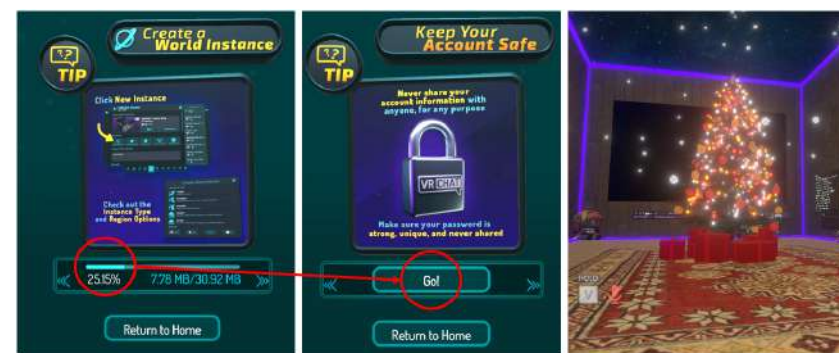 Create a
World Instance
TIP
Click New Instance
Check out the
Instance Type
and Region Options
25.15%
7.78 MB/30.92 MB
Return to Home
Keep Your
Account Safe
TIP
Never share your
account information with
anyone, for any purpose
VRCHAT
Make sure your password is
strong, unique, and never shared
Go!
Return to Home
HOLD
V